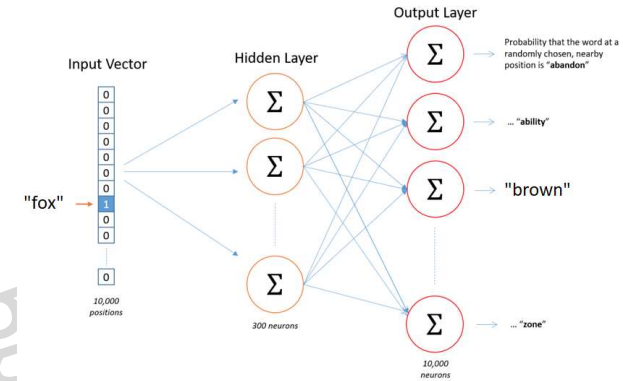 Output Layer
Input Vector
Hidden Layer
Σ
Probability that the word at a
randomly chosen, nearby
position is "abandon"
0
0
0
0
0
0
0
"fox"
1
0
0
0
10,000
positions
Σ
Σ
Σ
300 neurons
Σ
... "ability"
Σ
"brown"
Σ
... "zone"
10,000
neurons